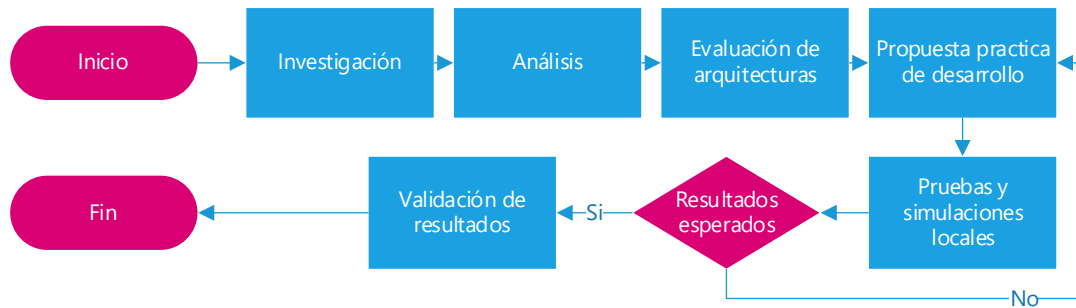 Inicio
Investigación
Análisis
Evaluación de
arquitecturas
Propuesta practica
de desarrollo
Fin
Validación de
resultados
Si
Resultados
esperados
Pruebas y
simulaciones
locales
No